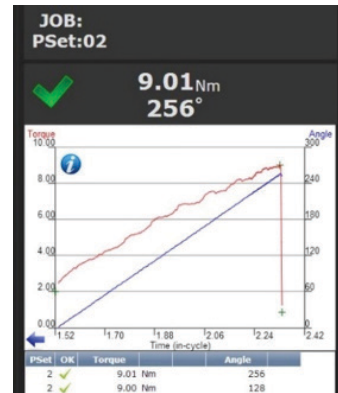 JOB:
PSet:02
9.01Nm
256°
Torque Angle
10.00 300
8.00 240
6.00 180
4.00 120
2.00 60
0.00 0
1.52 1.70 1.88 2.06 2.24 2.42
Time (in-cycle)
PSet OK Torque Angle
2 9.01 Nm 256
2 9.00 Nm 128